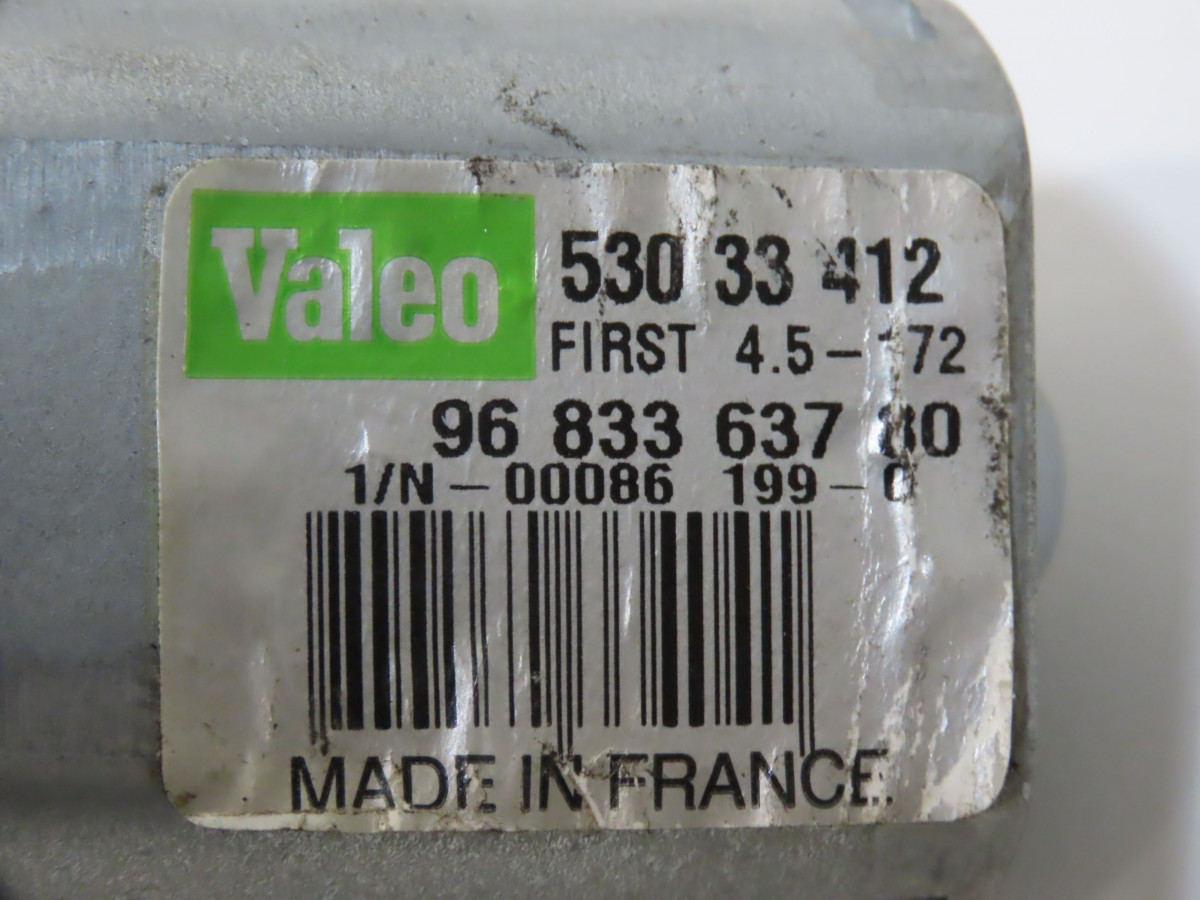 Valeo
530 33 412
FIRST 4.5-172
96 833 637 80
1/N-00086 199-0
MADE IN FRANCE.